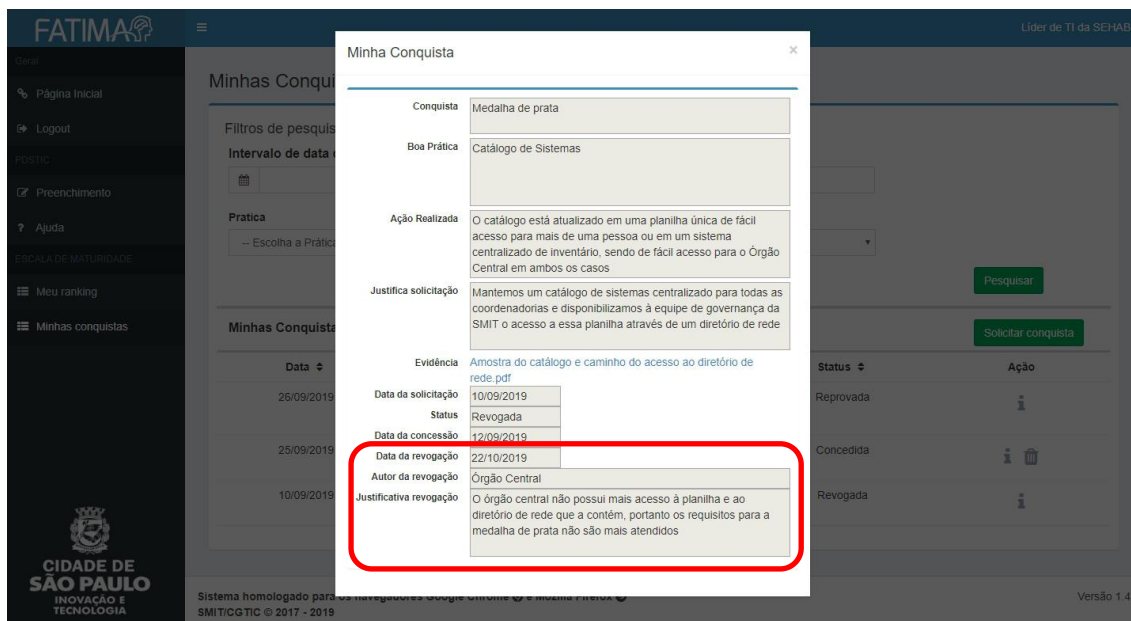 FATIMA
Líder de TI da SEHAB
Geral
Página Inicial
Logout
PDSTIC
Preenchimento
? Ajuda
ESCALA DE MATURIDADE
Meu ranking
Minhas conquistas
CIDADE DE
SÃO PAULO
INOVAÇÃO E
TECNOLOGIA
Minhas Conqui
Filtros de pesquis
Intervalo de data
Pratica
-- Escolha a Prática
Pesquisar
Minhas Conquista
Solicitar conquista
Data Status Ação
26/09/2019 Reprovada
25/09/2019 Concedida
10/09/2019 Revogada
Minha Conquista ×
Conquista Medalha de prata
Boa Prática Catálogo de Sistemas
Ação Realizada O catálogo está atualizado em uma planilha única de fácil
acesso para mais de uma pessoa ou em um sistema
centralizado de inventário, sendo de fácil acesso para o Órgão
Central em ambos os casos
Justifica solicitação Mantemos um catálogo de sistemas centralizado para todas as
coordenadorias e disponibilizamos à equipe de governança da
SMIT o acesso a essa planilha através de um diretório de rede
Evidência Amostra do catálogo e caminho do acesso ao diretório de
rede.pdf
Data da solicitação 10/09/2019
Status Revogada
Data da concessão 12/09/2019
Data da revogação 22/10/2019
Autor da revogação Órgão Central
Justificativa revogação O órgão central não possui mais acesso à planilha e ao
diretório de rede que a contém, portanto os requisitos para a
medalha de prata não são mais atendidos
Sistema homologado para os navegadores Google Chrome e Mozilla Firefox
SMIT/CGTIC © 2017 - 2019
Versão 1.4